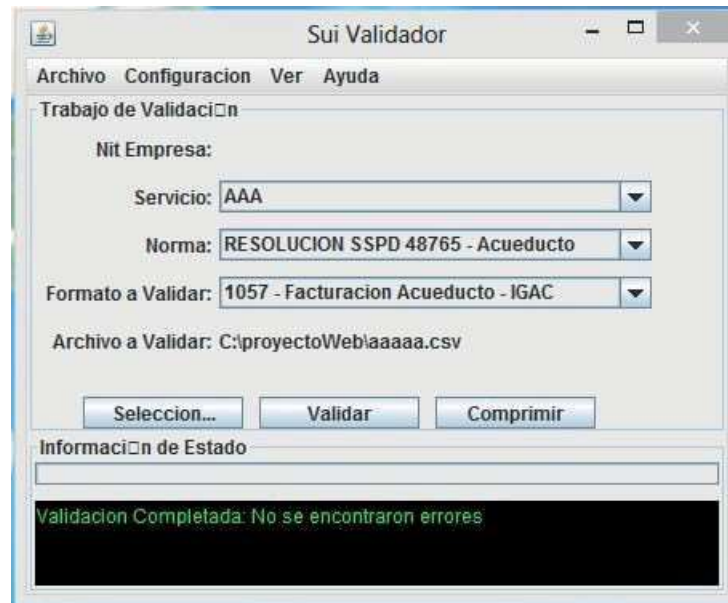 Sui Validador
Archivo Configuracion Ver Ayuda
Trabajo de Validaci□n
Nit Empresa:
Servicio: AAA
Norma: RESOLUCION SSPD 48765 - Acueducto
Formato a Validar: 1057 - Facturacion Acueducto - IGAC
Archivo a Validar: C:\proyectoWeb\aaaaa.csv
Seleccion... Validar Comprimir
Informaci□n de Estado
Validacion Completada: No se encontraron errores